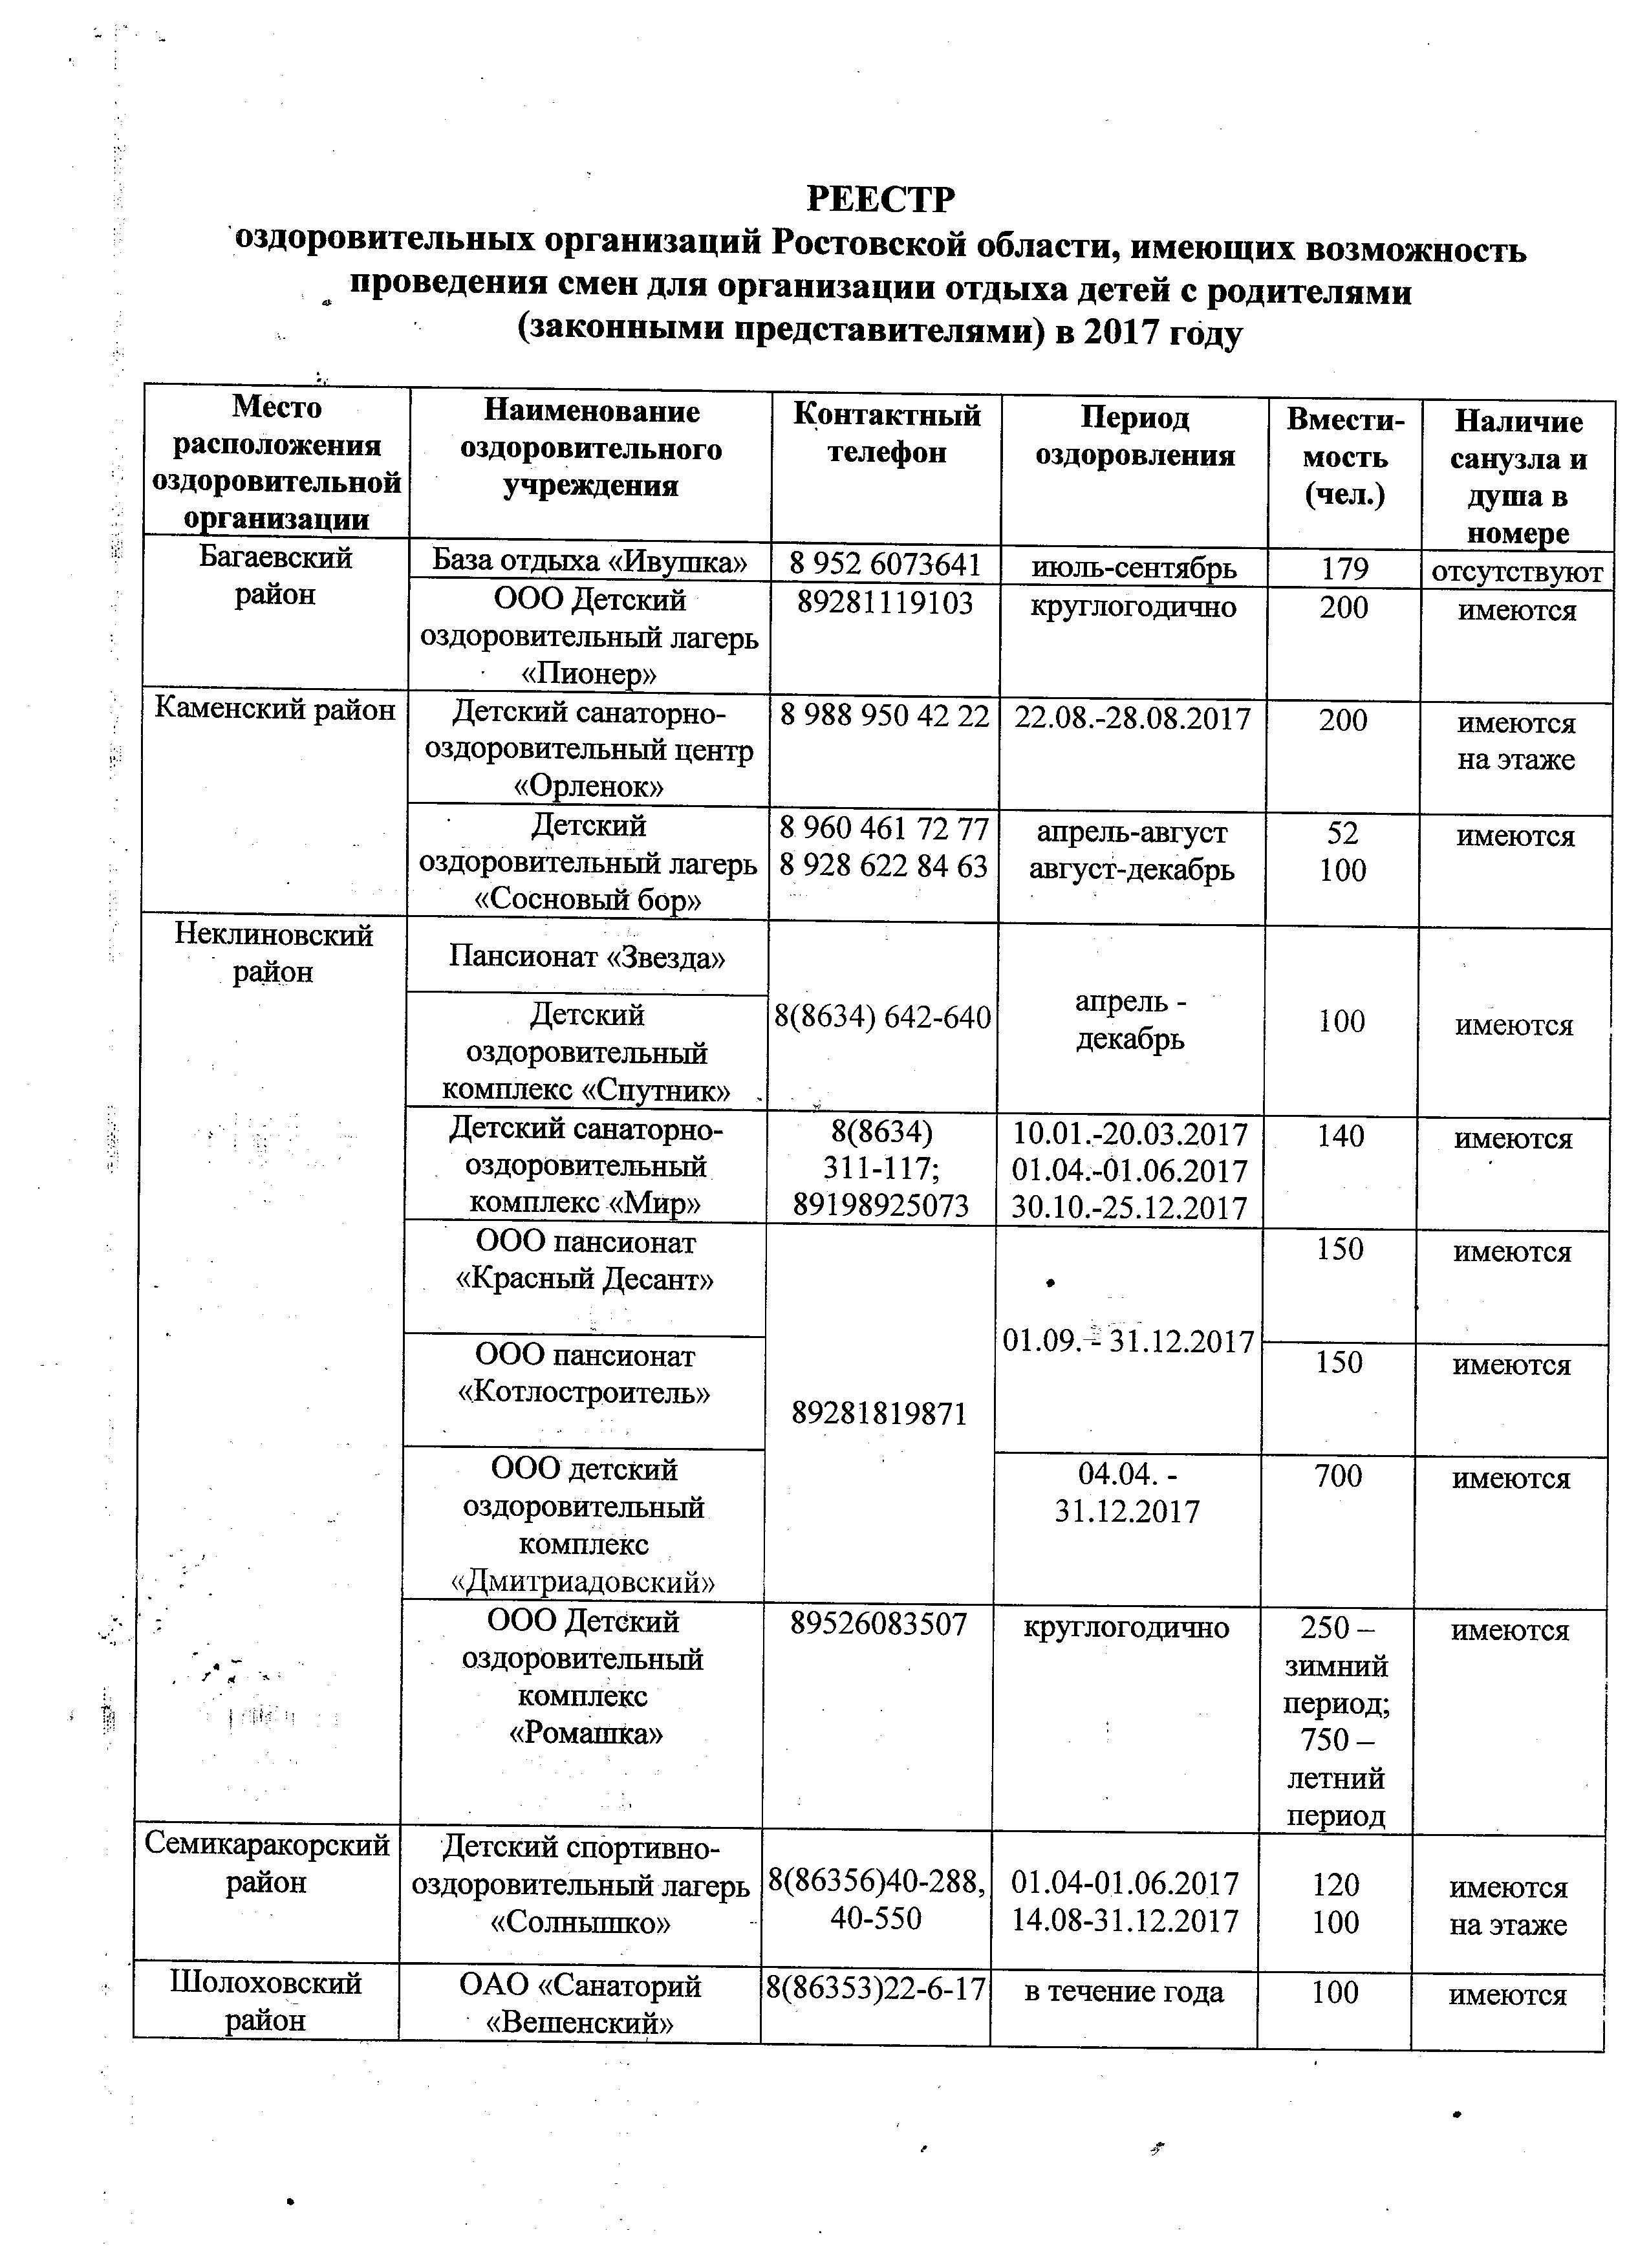 РЕЕСТР
оздоровительных организаций Ростовской области, имеющих возможность
проведения смен для организации отдыха детей с родителями
(законными представителями) в 2017 году
Место
расположения
оздоровительной
организации
Наименование
оздоровительного
учреждения
Контактный
телефон
Период
оздоровления
Вмести-
мость
(чел.)
Наличие
санузла и
душа в
номере
Багаевский
район
База отдыха «Ивушка»
8 952 6073641
июль-сентябрь
179
отсутствуют
ООО Детский
оздоровительный лагерь
«Пионер»
89281119103
круглогодично
200
имеются
Каменский район
Детский санаторно-
оздоровительный центр
«Орленок»
8 988 950 42 22
22.08.-28.08.2017
200
имеются
на этаже
Детский
оздоровительный лагерь
«Сосновый бор»
8 960 461 72 77
8 928 622 84 63
апрель-август
август-декабрь
52
100
имеются
Неклиновский
район
Пансионат «Звезда»
Детский
оздоровительный
комплекс «Спутник»
8(8634) 642-640
апрель -
декабрь
100
имеются
Детский санаторно-
оздоровительный
комплекс «Мир»
8(8634)
311-117;
89198925073
10.01.-20.03.2017
01.04.-01.06.2017
30.10.-25.12.2017
140
имеются
ООО пансионат
«Красный Десант»
150
имеются
01.09. - 31.12.2017
ООО пансионат
«Котлостроитель»
150
имеются
89281819871
ООО детский
оздоровительный
комплекс
«Дмитриадовский»
04.04. -
31.12.2017
700
имеются
ООО Детский
оздоровительный
комплекс
«Ромашка»
89526083507
круглогодично
250 –
зимний
период;
750 –
летний
период
имеются
Семикаракорский
район
Детский спортивно-
оздоровительный лагерь
«Солнышко»
8(86356)40-288,
40-550
01.04-01.06.2017
14.08-31.12.2017
120
100
имеются
на этаже
Шолоховский
район
ОАО «Санаторий
«Вешенский»
8(86353)22-6-17
в течение года
100
имеются